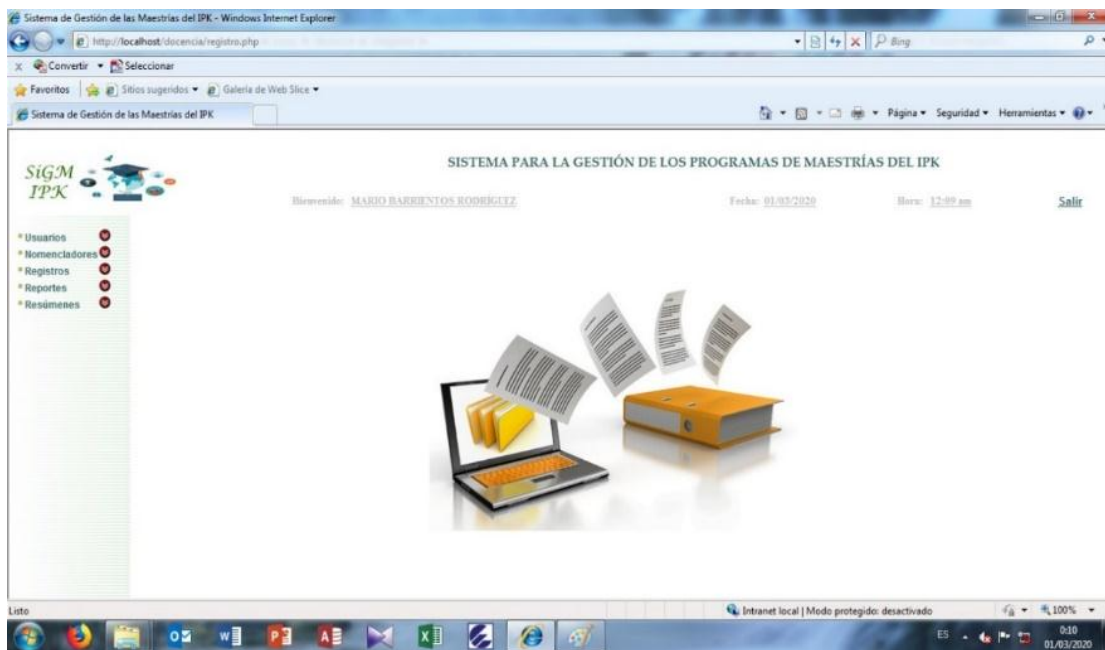 Sistema de Gestión de las Maestrías del IPK - Windows Internet Explorer
http://localhost/docencia/registro.php
Bing
x Convertir Seleccionar
Favoritos Sitios sugeridos Galería de Web Slice
Sistema de Gestión de las Maestrías del IPK
Página Seguridad Herramientas
SiGM
IPK
SISTEMA PARA LA GESTIÓN DE LOS PROGRAMAS DE MAESTRÍAS DEL IPK
Bienvenido: MARIO BARRIENTOS RODRÍGUEZ Fecha: 01/03/2020 Hora: 12:09 am Salir
Usuarios
Nomencladores
Registros
Reportes
Resúmenes
Listo
Intranet local | Modo protegido: desactivado
100%
ES
0:10
01/03/2020